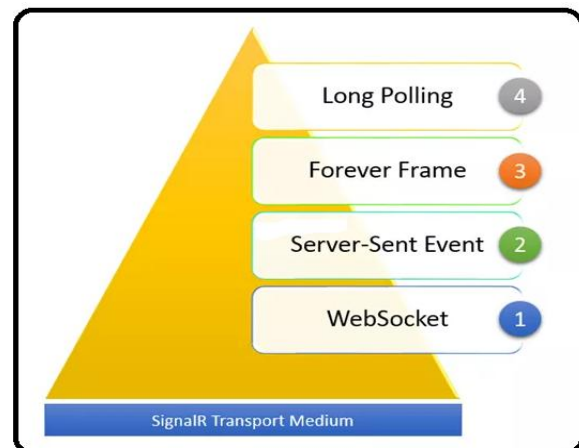 Long Polling 4
Forever Frame 3
Server-Sent Event 2
WebSocket 1
SignalR Transport Medium